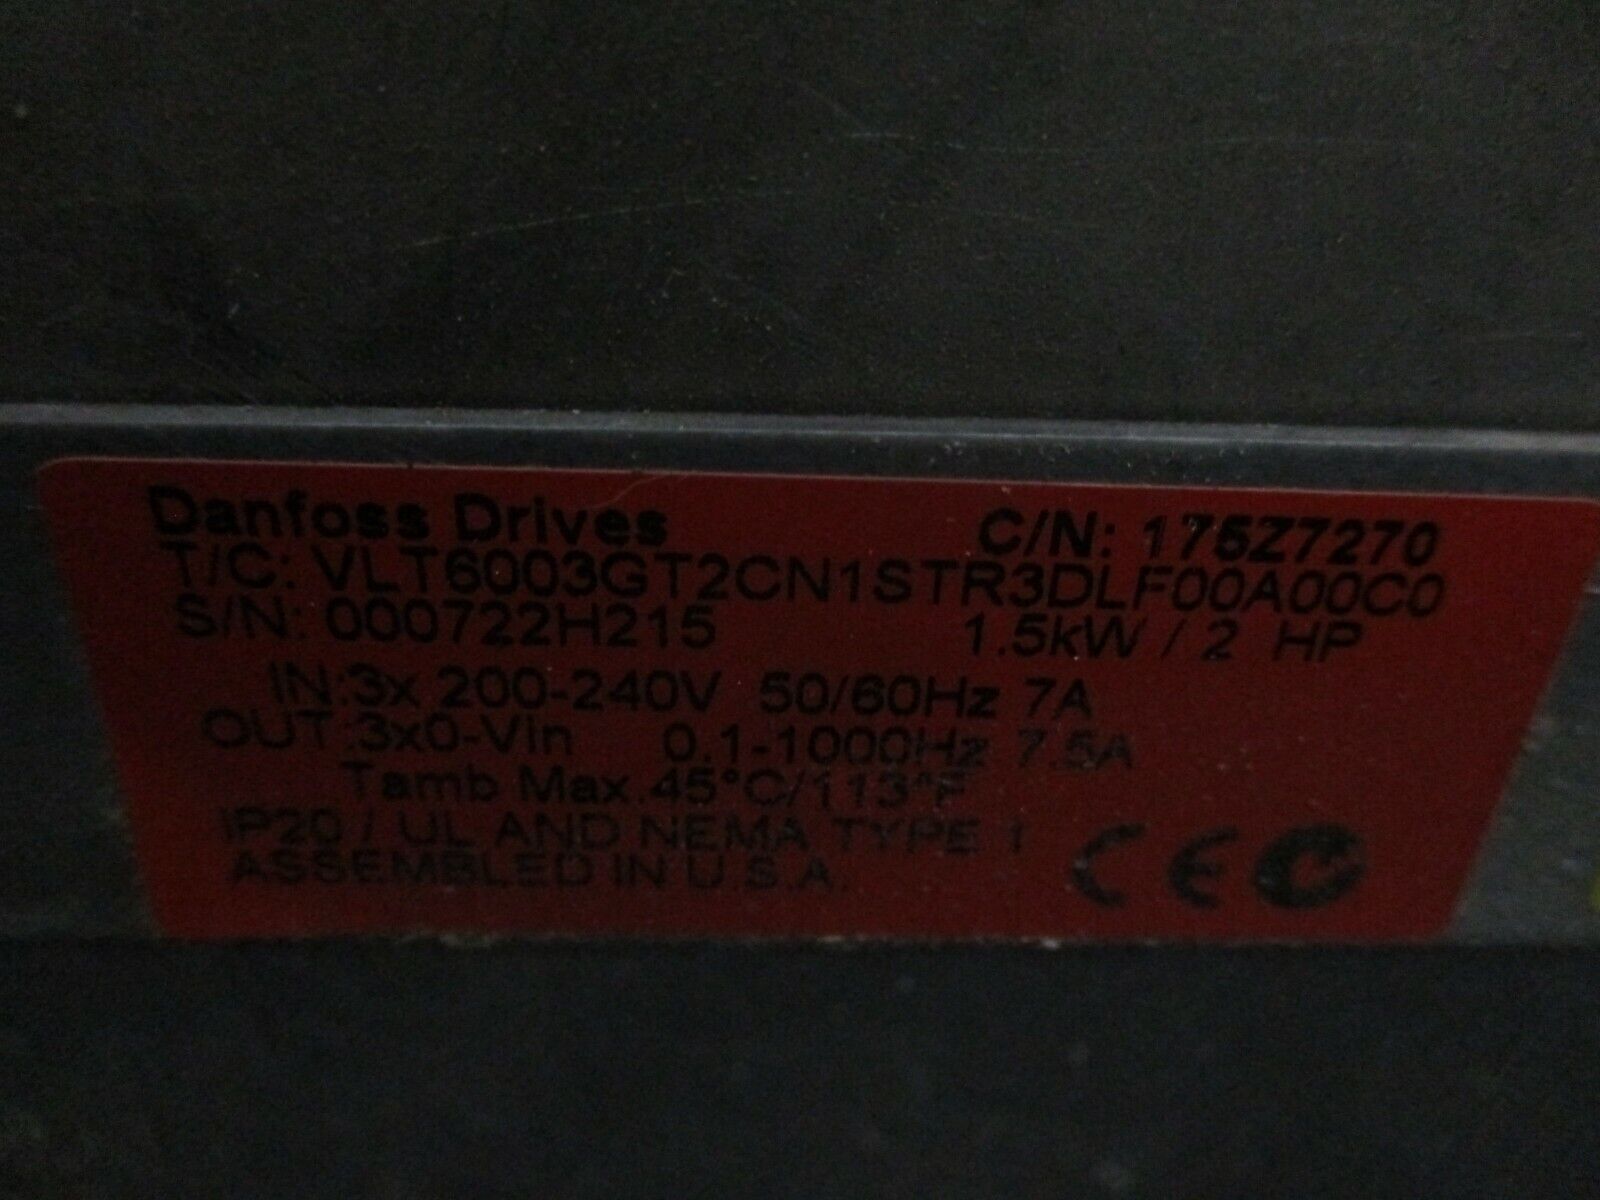 Danfoss Drives C/N: 175Z7270
T/C: VLT6003GT2CN1STR3DLF00A00C0
S/N: 000722H215 1.5kW / 2 HP
IN:3x 200-240V 50/60Hz 7A
OUT:3x0-Vin 0.1-1000Hz 7.5A
Tamb Max.45°C/113°F
IP20 / UL AND NEMA TYPE 1
ASSEMBLED IN U.S.A.
CE